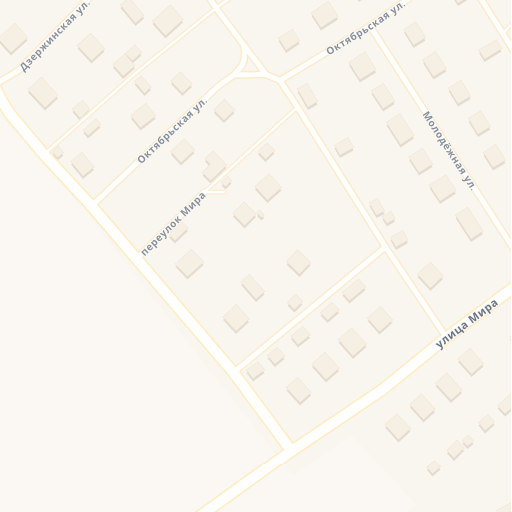 Дзержинская ул.
Октябрьская ул.
Октябрьская ул.
Молодёжная ул.
переулок Мира
улица Мира